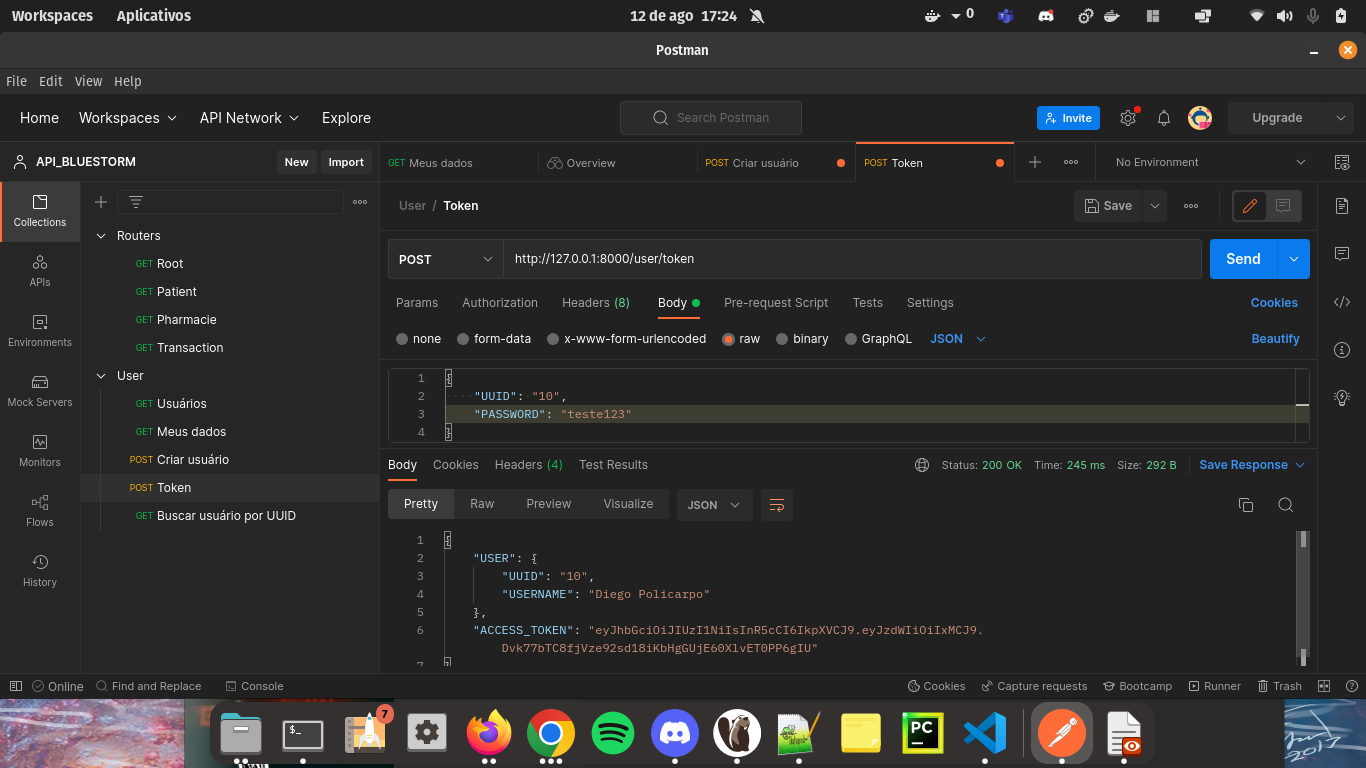 Workspaces Aplicativos 12 de ago 17:24 0
Postman
File Edit View Help
Home Workspaces API Network Explore Search Postman Invite Upgrade
API_BLUESTORM New Import GET Meus dados Overview POST Criar usuário POST Token No Environment
Collections
APIs
Environments
Mock Servers
Monitors
Flows
History
Routers
GET Root
GET Patient
GET Pharmacie
GET Transaction
User
GET Usuários
GET Meus dados
POST Criar usuário
POST Token
GET Buscar usuário por UUID
User / Token Save
POST http://127.0.0.1:8000/user/token Send
Params Authorization Headers (8) Body Pre-request Script Tests Settings Cookies
none form-data x-www-form-urlencoded raw binary GraphQL JSON Beautify
1 {
2 "UUID": "10",
3 "PASSWORD": "teste123"
4 }
Body Cookies Headers (4) Test Results Status: 200 OK Time: 245 ms Size: 292 B Save Response
Pretty Raw Preview Visualize JSON
1 {
2 "USER": {
3 "UUID": "10",
4 "USERNAME": "Diego Policarpo"
5 },
6 "ACCESS_TOKEN": "eyJhbGciOiJIUzI1NiIsInR5cCI6IkpXVCJ9.eyJzdWIiOiIxMCJ9.
Dvk77bTC8fjVze92sd18iKbHgGUjE60XlvET0PP6gIU"
7 }
Online Find and Replace Console Cookies Capture requests Bootcamp Runner Trash
$_
7
PC
2017